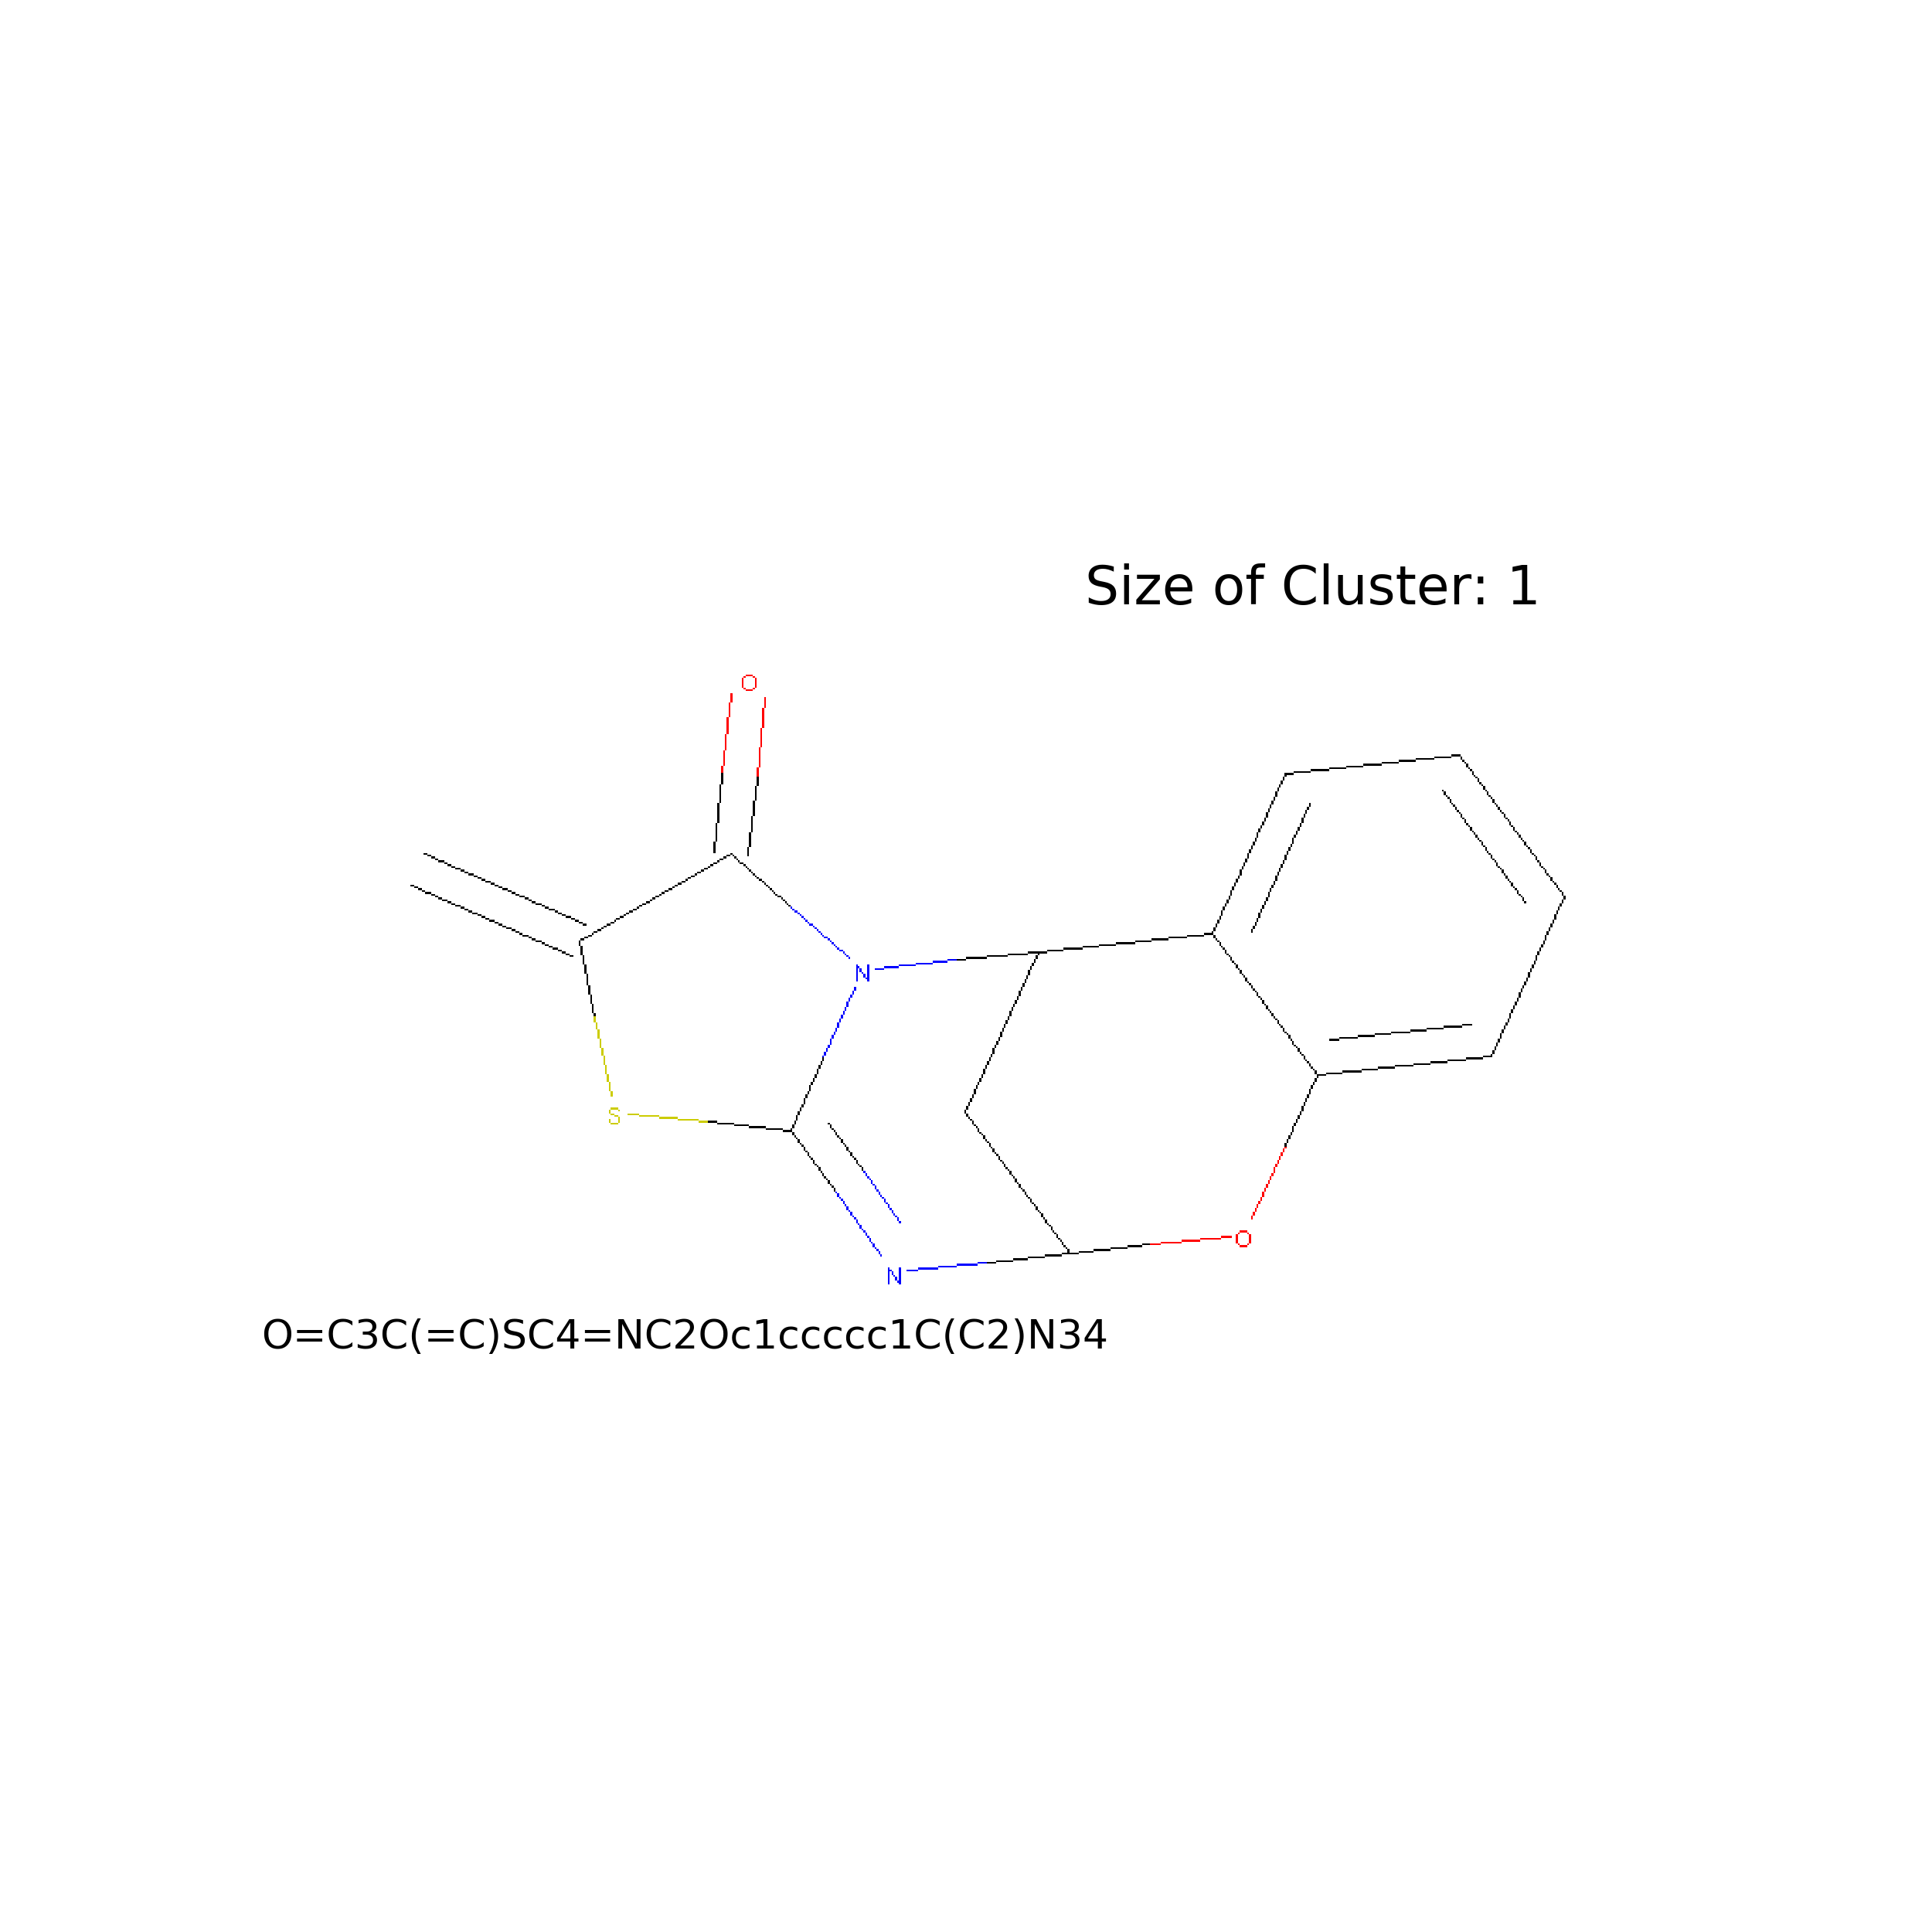 Size of Cluster: 1
O
N
S
O
N
O=C3C(=C)SC4=NC2Oc1ccccc1C(C2)N34